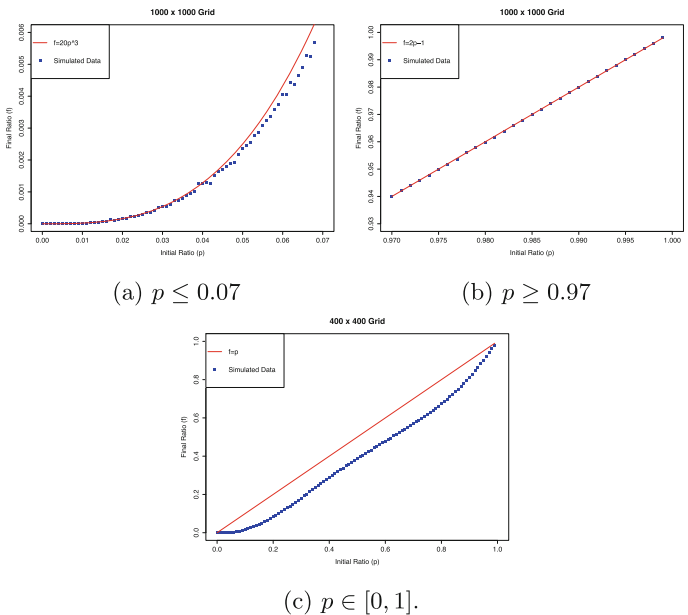 1000 x 1000 Grid
f=20p^3
Simulated Data
Final Ratio (f)
0.000 0.001 0.002 0.003 0.004 0.005 0.006
0.00 0.01 0.02 0.03 0.04 0.05 0.06 0.07
Initial Ratio (p)
(a) p ≤ 0.07
1000 x 1000 Grid
f=2p−1
Simulated Data
Final Ratio (f)
0.93 0.94 0.96 0.98 0.99 1.00
0.970 0.975 0.980 0.985 0.990 0.995 1.000
Initial Ratio (p)
(b) p ≥ 0.97
400 x 400 Grid
f=p
Simulated Data
Final Ratio (f)
0.0 0.2 0.4 0.6 0.8 1.0
0.0 0.2 0.4 0.6 0.8 1.0
Initial Ratio (p)
(c) p ∈ [0, 1].